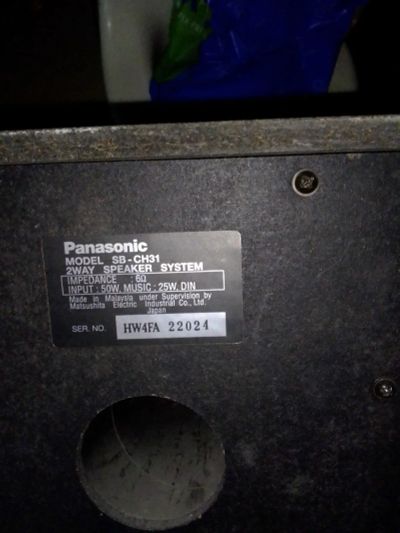 Panasonic
MODEL SB-CH31
2WAY SPEAKER SYSTEM
IMPEDANCE : 6Ω
INPUT : 50W. MUSIC : 25W. DIN
Made in Malaysia under Supervision by
Matsushita Electric Industrial Co., Ltd.
Japan
SER. NO. HW4FA 22024